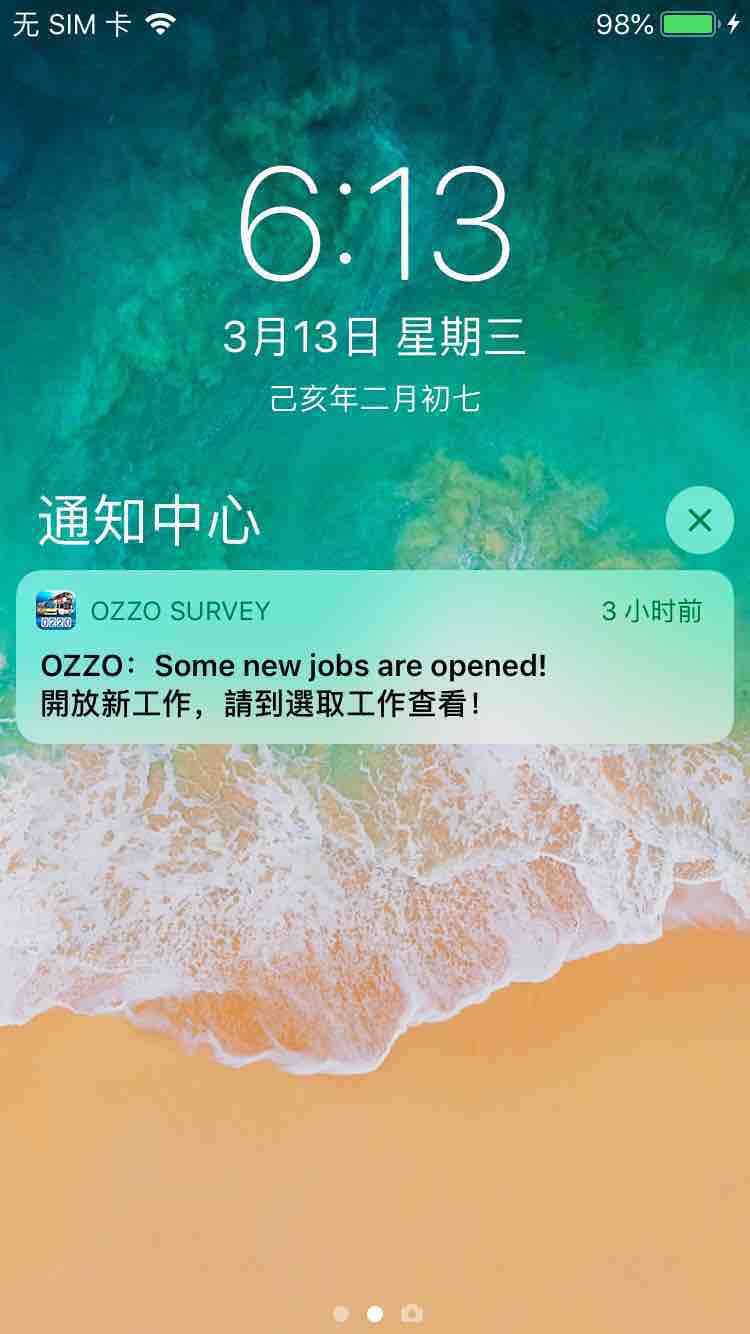 无 SIM 卡
98%
6:13
3月13日 星期三
己亥年二月初七
通知中心
OZZO SURVEY
3 小时前
OZZO：Some new jobs are opened!
開放新工作，請到選取工作查看！